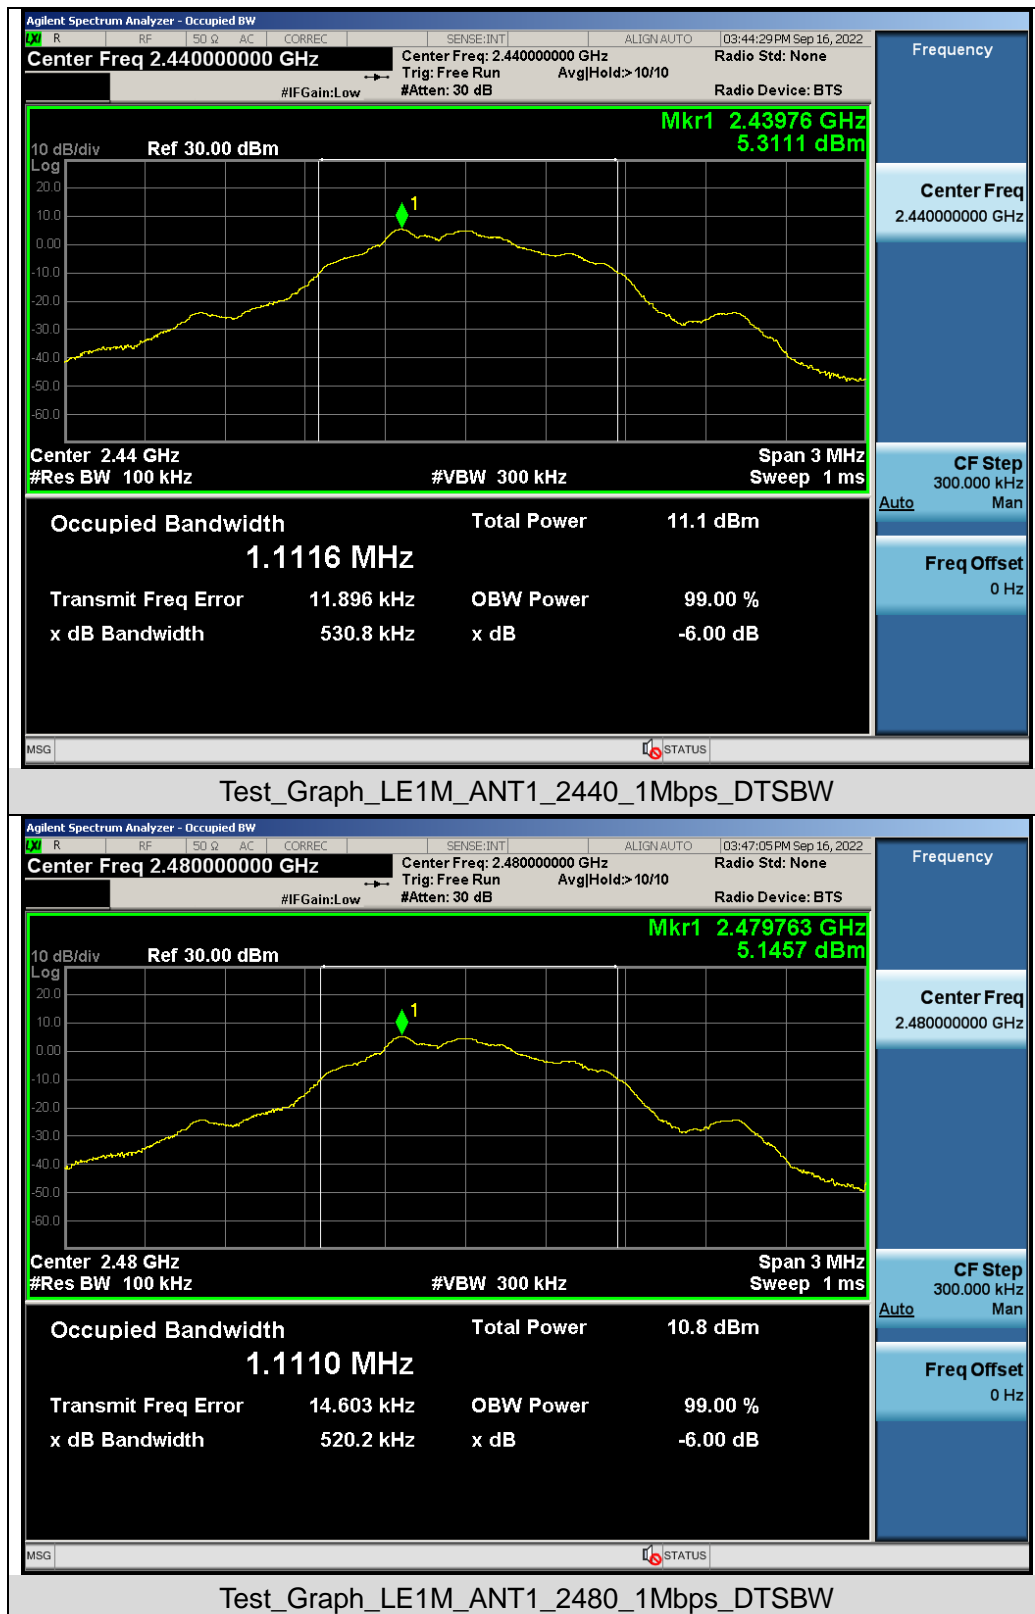 Agilent Spectrum Analyzer - Occupied BW
LXI R RF 50 Ω AC CORREC SENSE:INT ALIGN AUTO 03:44:29 PM Sep 16, 2022
Center Freq 2.440000000 GHz
Center Freq: 2.440000000 GHz
Radio Std: None
Trig: Free Run Avg|Hold:> 10/10
#IFGain:Low #Atten: 30 dB Radio Device: BTS
Frequency
Mkr1 2.43976 GHz
5.3111 dBm
10 dB/div Ref 30.00 dBm
Log
20.0
10.0
0.00
-10.0
-20.0
-30.0
-40.0
-50.0
-60.0
1
Center 2.44 GHz Span 3 MHz
#Res BW 100 kHz #VBW 300 kHz Sweep 1 ms
Center Freq
2.440000000 GHz
CF Step
300.000 kHz
Auto Man
Freq Offset
0 Hz
Occupied Bandwidth Total Power 11.1 dBm
1.1116 MHz
Transmit Freq Error 11.896 kHz OBW Power 99.00 %
x dB Bandwidth 530.8 kHz x dB -6.00 dB
MSG STATUS
Test_Graph_LE1M_ANT1_2440_1Mbps_DTSBW
Agilent Spectrum Analyzer - Occupied BW
LXI R RF 50 Ω AC CORREC SENSE:INT ALIGN AUTO 03:47:05 PM Sep 16, 2022
Center Freq 2.480000000 GHz
Center Freq: 2.480000000 GHz
Radio Std: None
Trig: Free Run Avg|Hold:> 10/10
#IFGain:Low #Atten: 30 dB Radio Device: BTS
Frequency
Mkr1 2.479763 GHz
5.1457 dBm
10 dB/div Ref 30.00 dBm
Log
20.0
10.0
0.00
-10.0
-20.0
-30.0
-40.0
-50.0
-60.0
1
Center 2.48 GHz Span 3 MHz
#Res BW 100 kHz #VBW 300 kHz Sweep 1 ms
Center Freq
2.480000000 GHz
CF Step
300.000 kHz
Auto Man
Freq Offset
0 Hz
Occupied Bandwidth Total Power 10.8 dBm
1.1110 MHz
Transmit Freq Error 14.603 kHz OBW Power 99.00 %
x dB Bandwidth 520.2 kHz x dB -6.00 dB
MSG STATUS
Test_Graph_LE1M_ANT1_2480_1Mbps_DTSBW